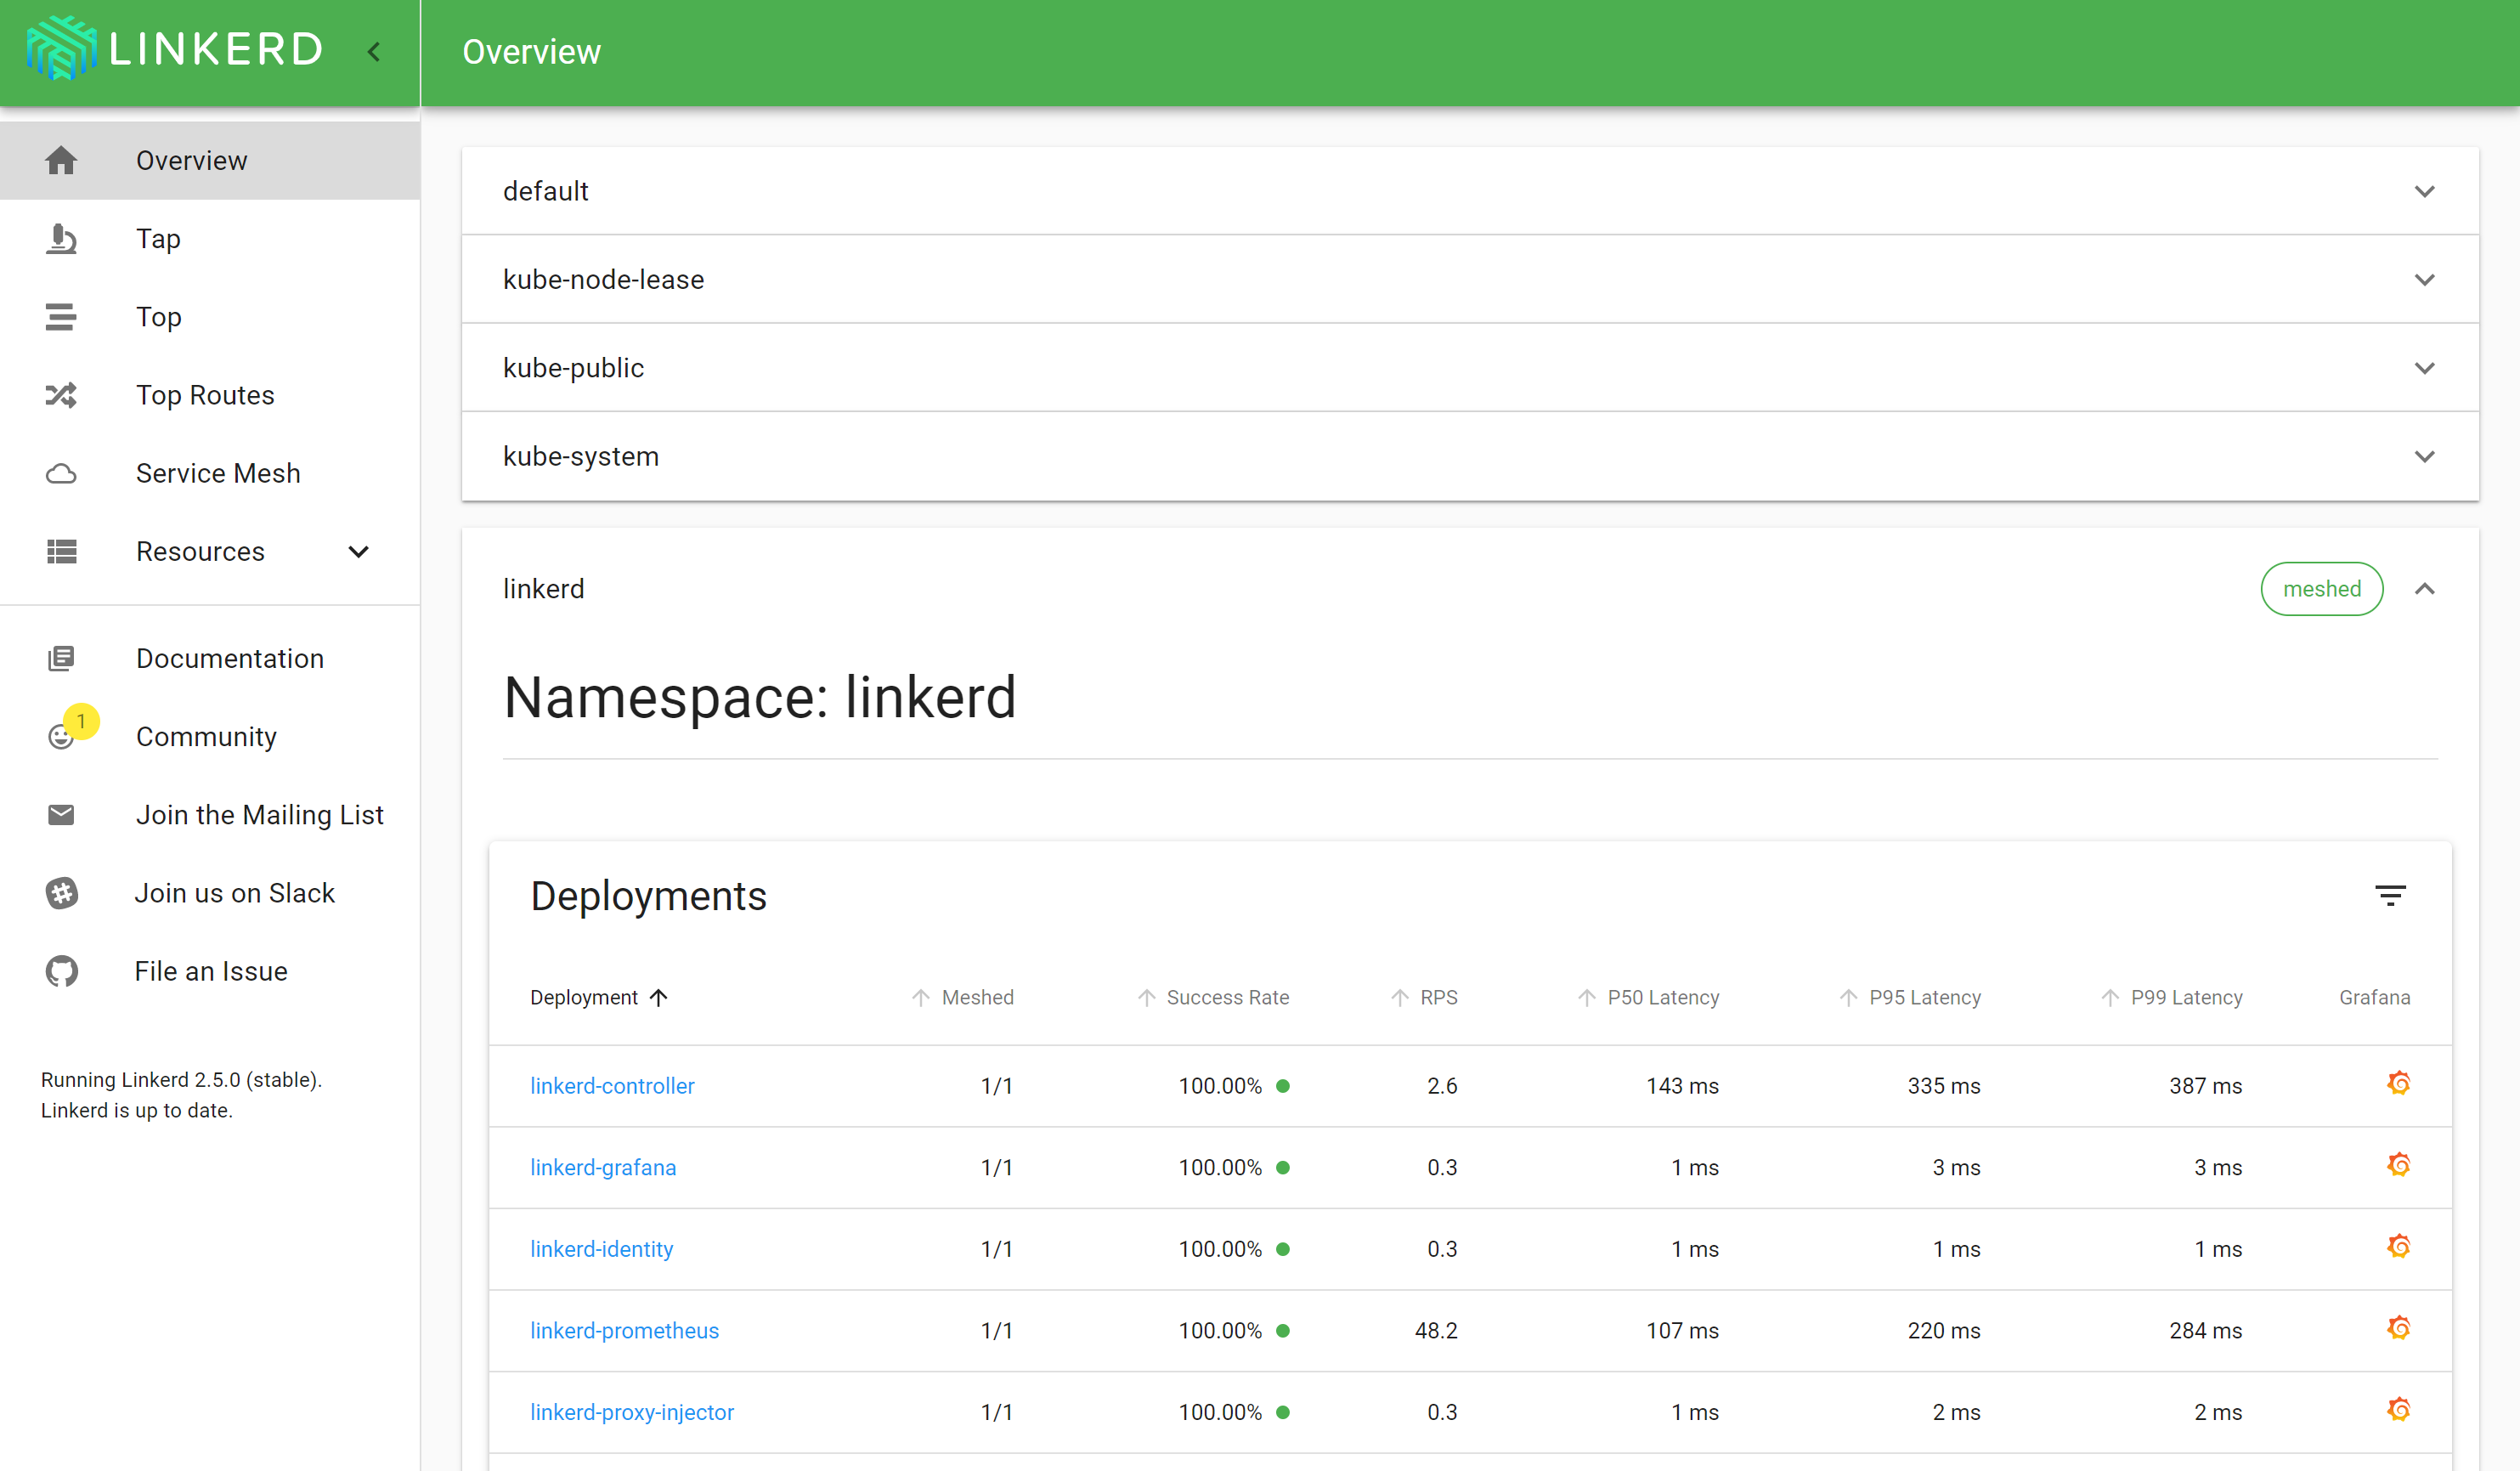 LINKERD
Overview
Overview
Tap
Top
Top Routes
Service Mesh
Resources
Documentation
1
Community
Join the Mailing List
Join us on Slack
File an Issue
Running Linkerd 2.5.0 (stable).
Linkerd is up to date.
default
kube-node-lease
kube-public
kube-system
linkerd meshed
Namespace: linkerd
Deployments
Deployment Meshed Success Rate RPS P50 Latency P95 Latency P99 Latency Grafana
linkerd-controller 1/1 100.00% 2.6 143 ms 335 ms 387 ms
linkerd-grafana 1/1 100.00% 0.3 1 ms 3 ms 3 ms
linkerd-identity 1/1 100.00% 0.3 1 ms 1 ms 1 ms
linkerd-prometheus 1/1 100.00% 48.2 107 ms 220 ms 284 ms
linkerd-proxy-injector 1/1 100.00% 0.3 1 ms 2 ms 2 ms